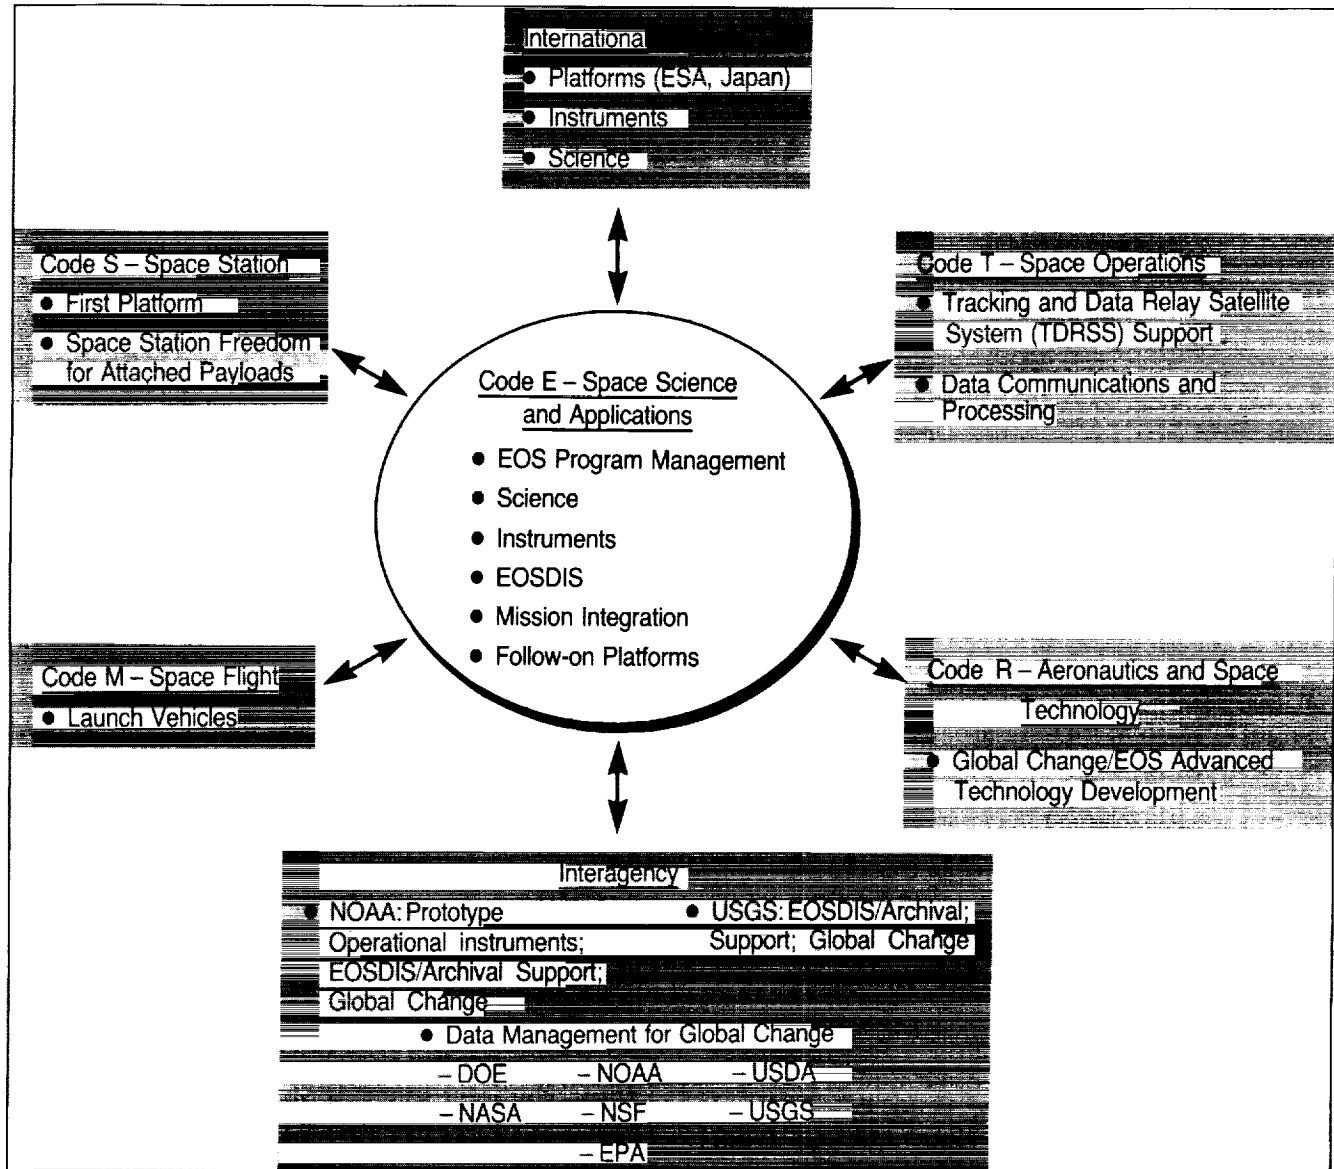 International
● Platforms (ESA, Japan)
● Instruments
● Science
Code S – Space Station
● First Platform
● Space Station Freedom
for Attached Payloads
Code T – Space Operations
● Tracking and Data Relay Satellite
System (TDRSS) Support
● Data Communications and
Processing
Code E – Space Science
and Applications
● EOS Program Management
● Science
● Instruments
● EOSDIS
● Mission Integration
● Follow-on Platforms
Code M – Space Flight
● Launch Vehicles
Code R – Aeronautics and Space
Technology
● Global Change/EOS Advanced
Technology Development
Interagency
● NOAA: Prototype
Operational instruments;
EOSDIS/Archival Support;
Global Change
● USGS: EOSDIS/Archival;
Support; Global Change
● Data Management for Global Change
– DOE – NOAA – USDA
– NASA – NSF – USGS
– EPA